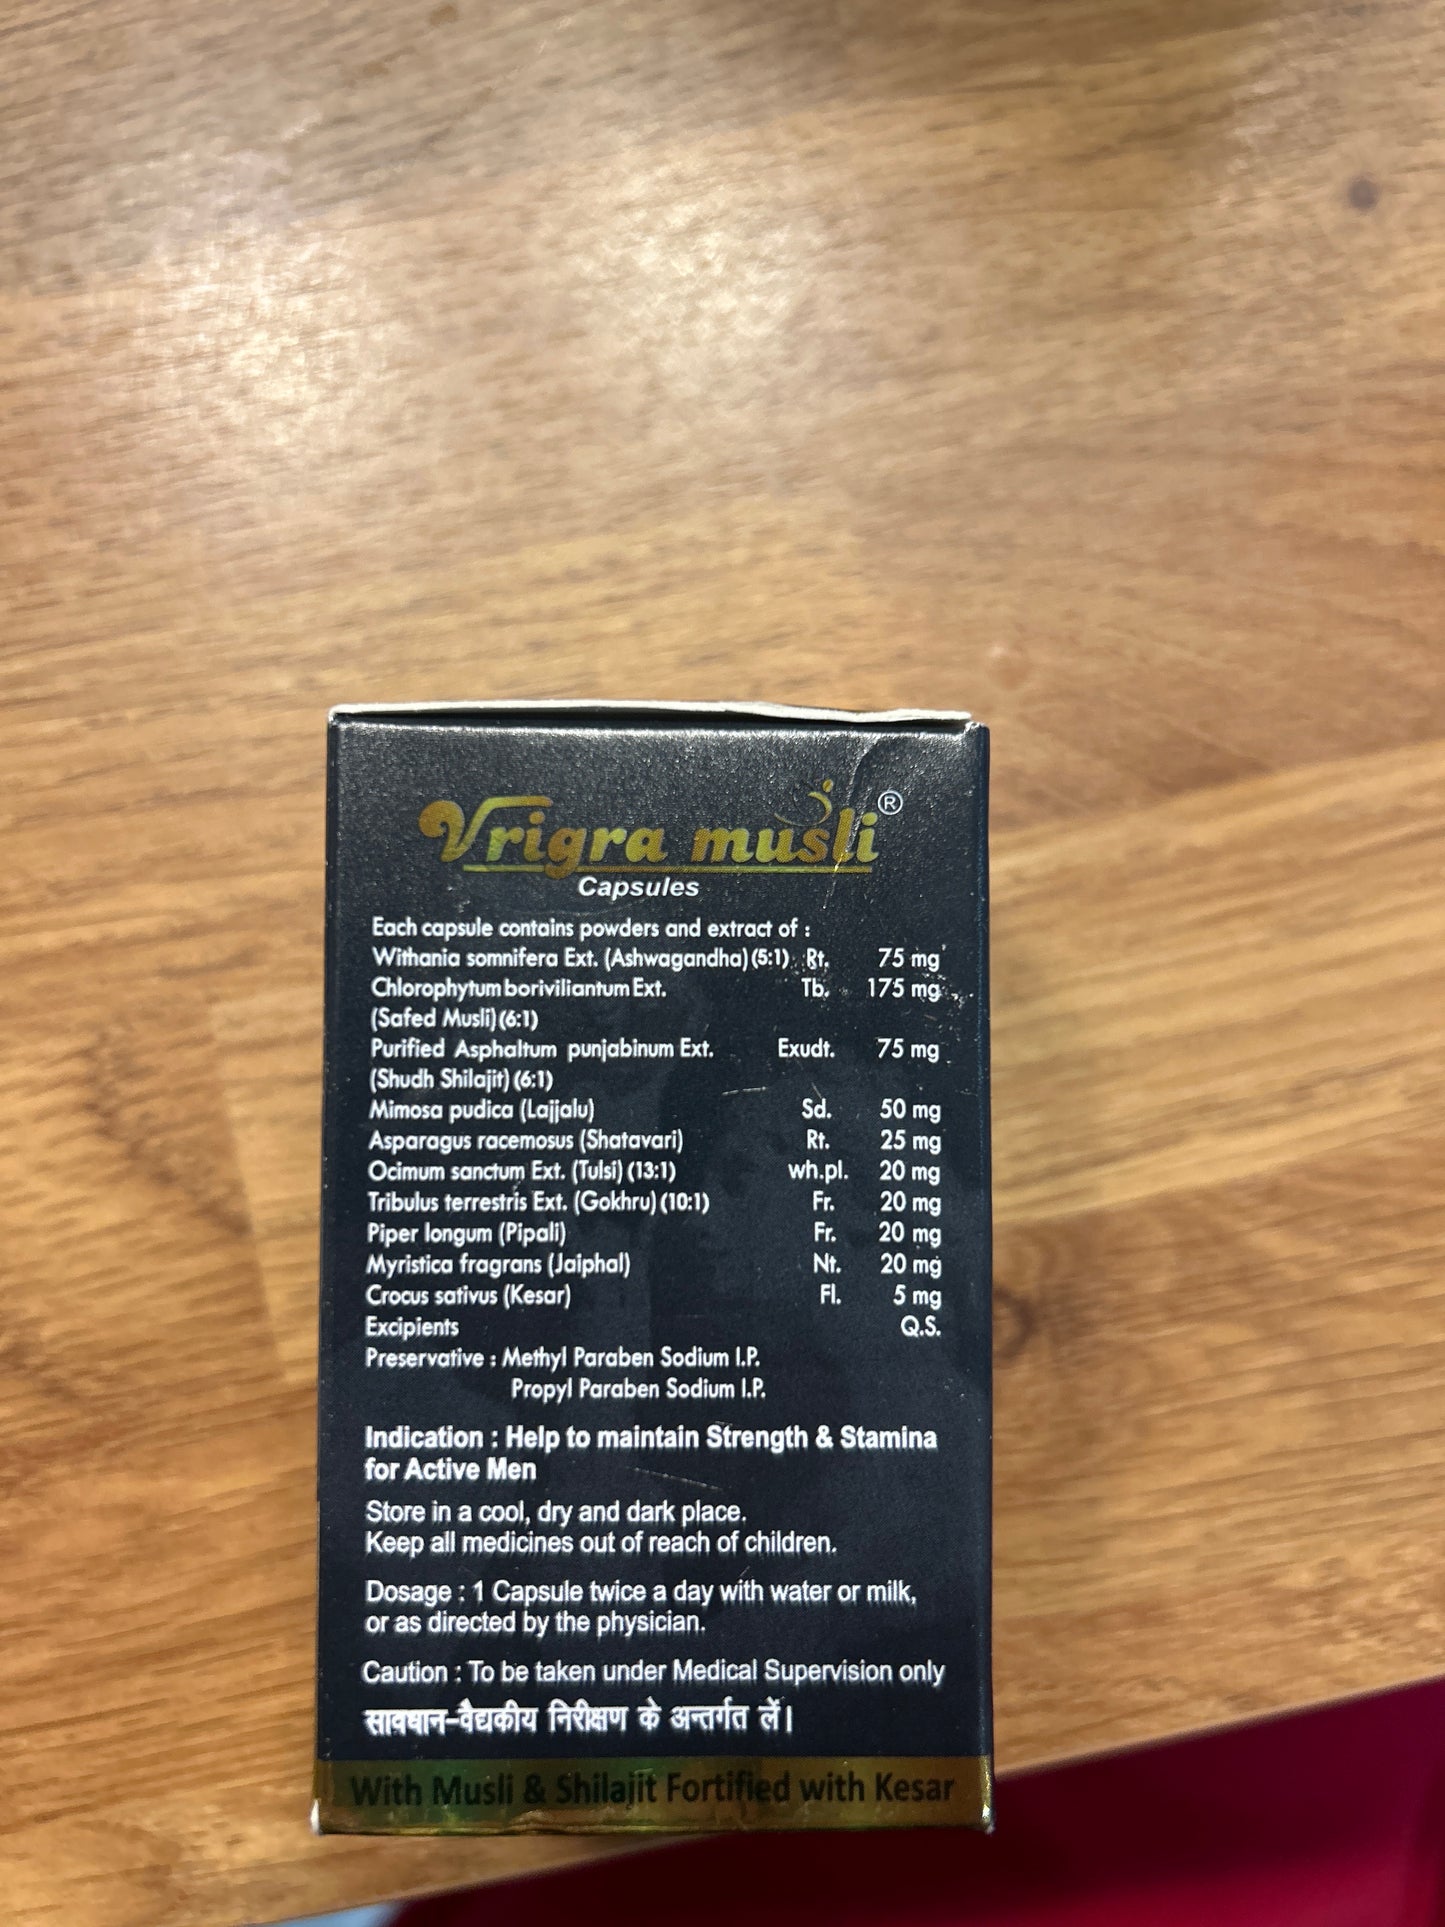 Vrigra musli®
Capsules
Each capsule contains powders and extract of :
Withania somnifera Ext. (Ashwagandha) (5:1) Rt. 75 mg
Chlorophytum boriviliantum Ext. Tb. 175 mg
(Safed Musli) (6:1)
Purified Asphaltum punjabinum Ext. Exudt. 75 mg
(Shudh Shilajit) (6:1)
Mimosa pudica (Lajjalu) Sd. 50 mg
Asparagus racemosus (Shatavari) Rt. 25 mg
Ocimum sanctum Ext. (Tulsi) (13:1) wh.pl. 20 mg
Tribulus terrestris Ext. (Gokhru) (10:1) Fr. 20 mg
Piper longum (Pipali) Fr. 20 mg
Myristica fragrans (Jaiphal) Nt. 20 mg
Crocus sativus (Kesar) Fl. 5 mg
Excipients Q.S.
Preservative : Methyl Paraben Sodium I.P.
Propyl Paraben Sodium I.P.
Indication : Help to maintain Strength & Stamina
for Active Men
Store in a cool, dry and dark place.
Keep all medicines out of reach of children.
Dosage : 1 Capsule twice a day with water or milk,
or as directed by the physician.
Caution : To be taken under Medical Supervision only
सावधान-वैद्यकीय निरीक्षण के अन्तर्गत लें।
With Musli & Shilajit Fortified with Kesar